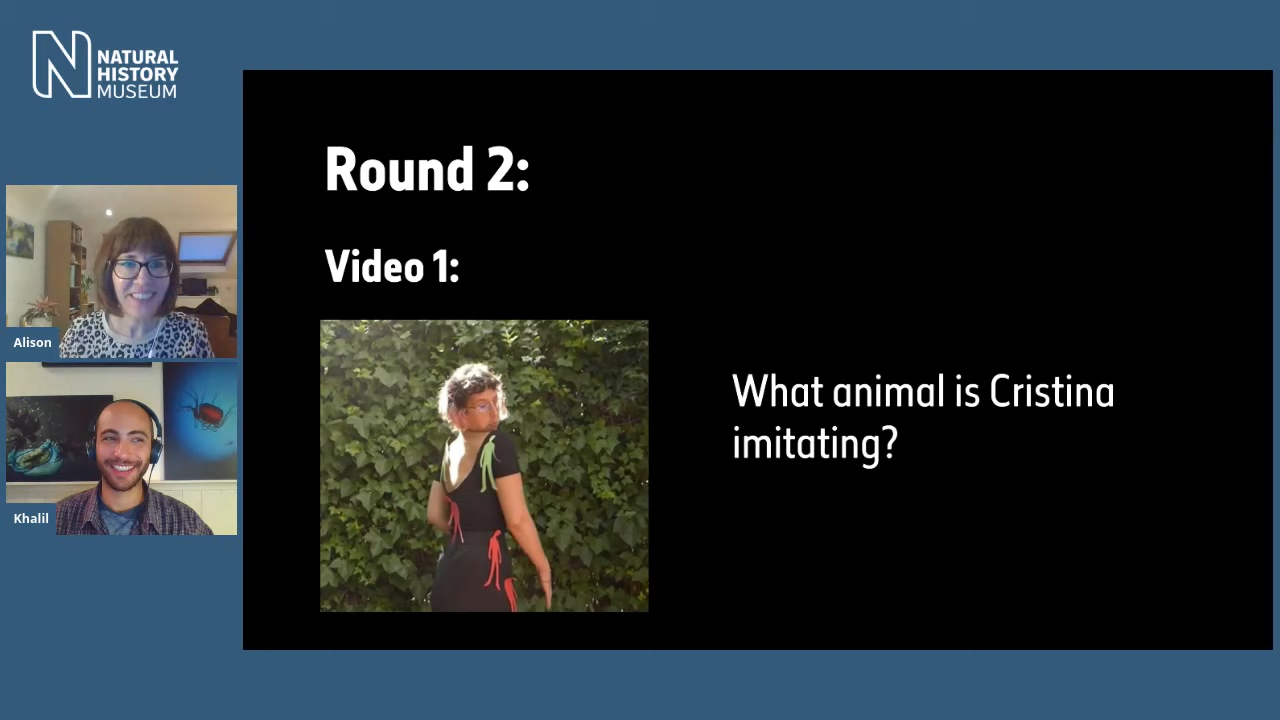 NATURAL
HISTORY
MUSEUM
Round 2:
Video 1:
Alison
What animal is Cristina
imitating?
Khalil